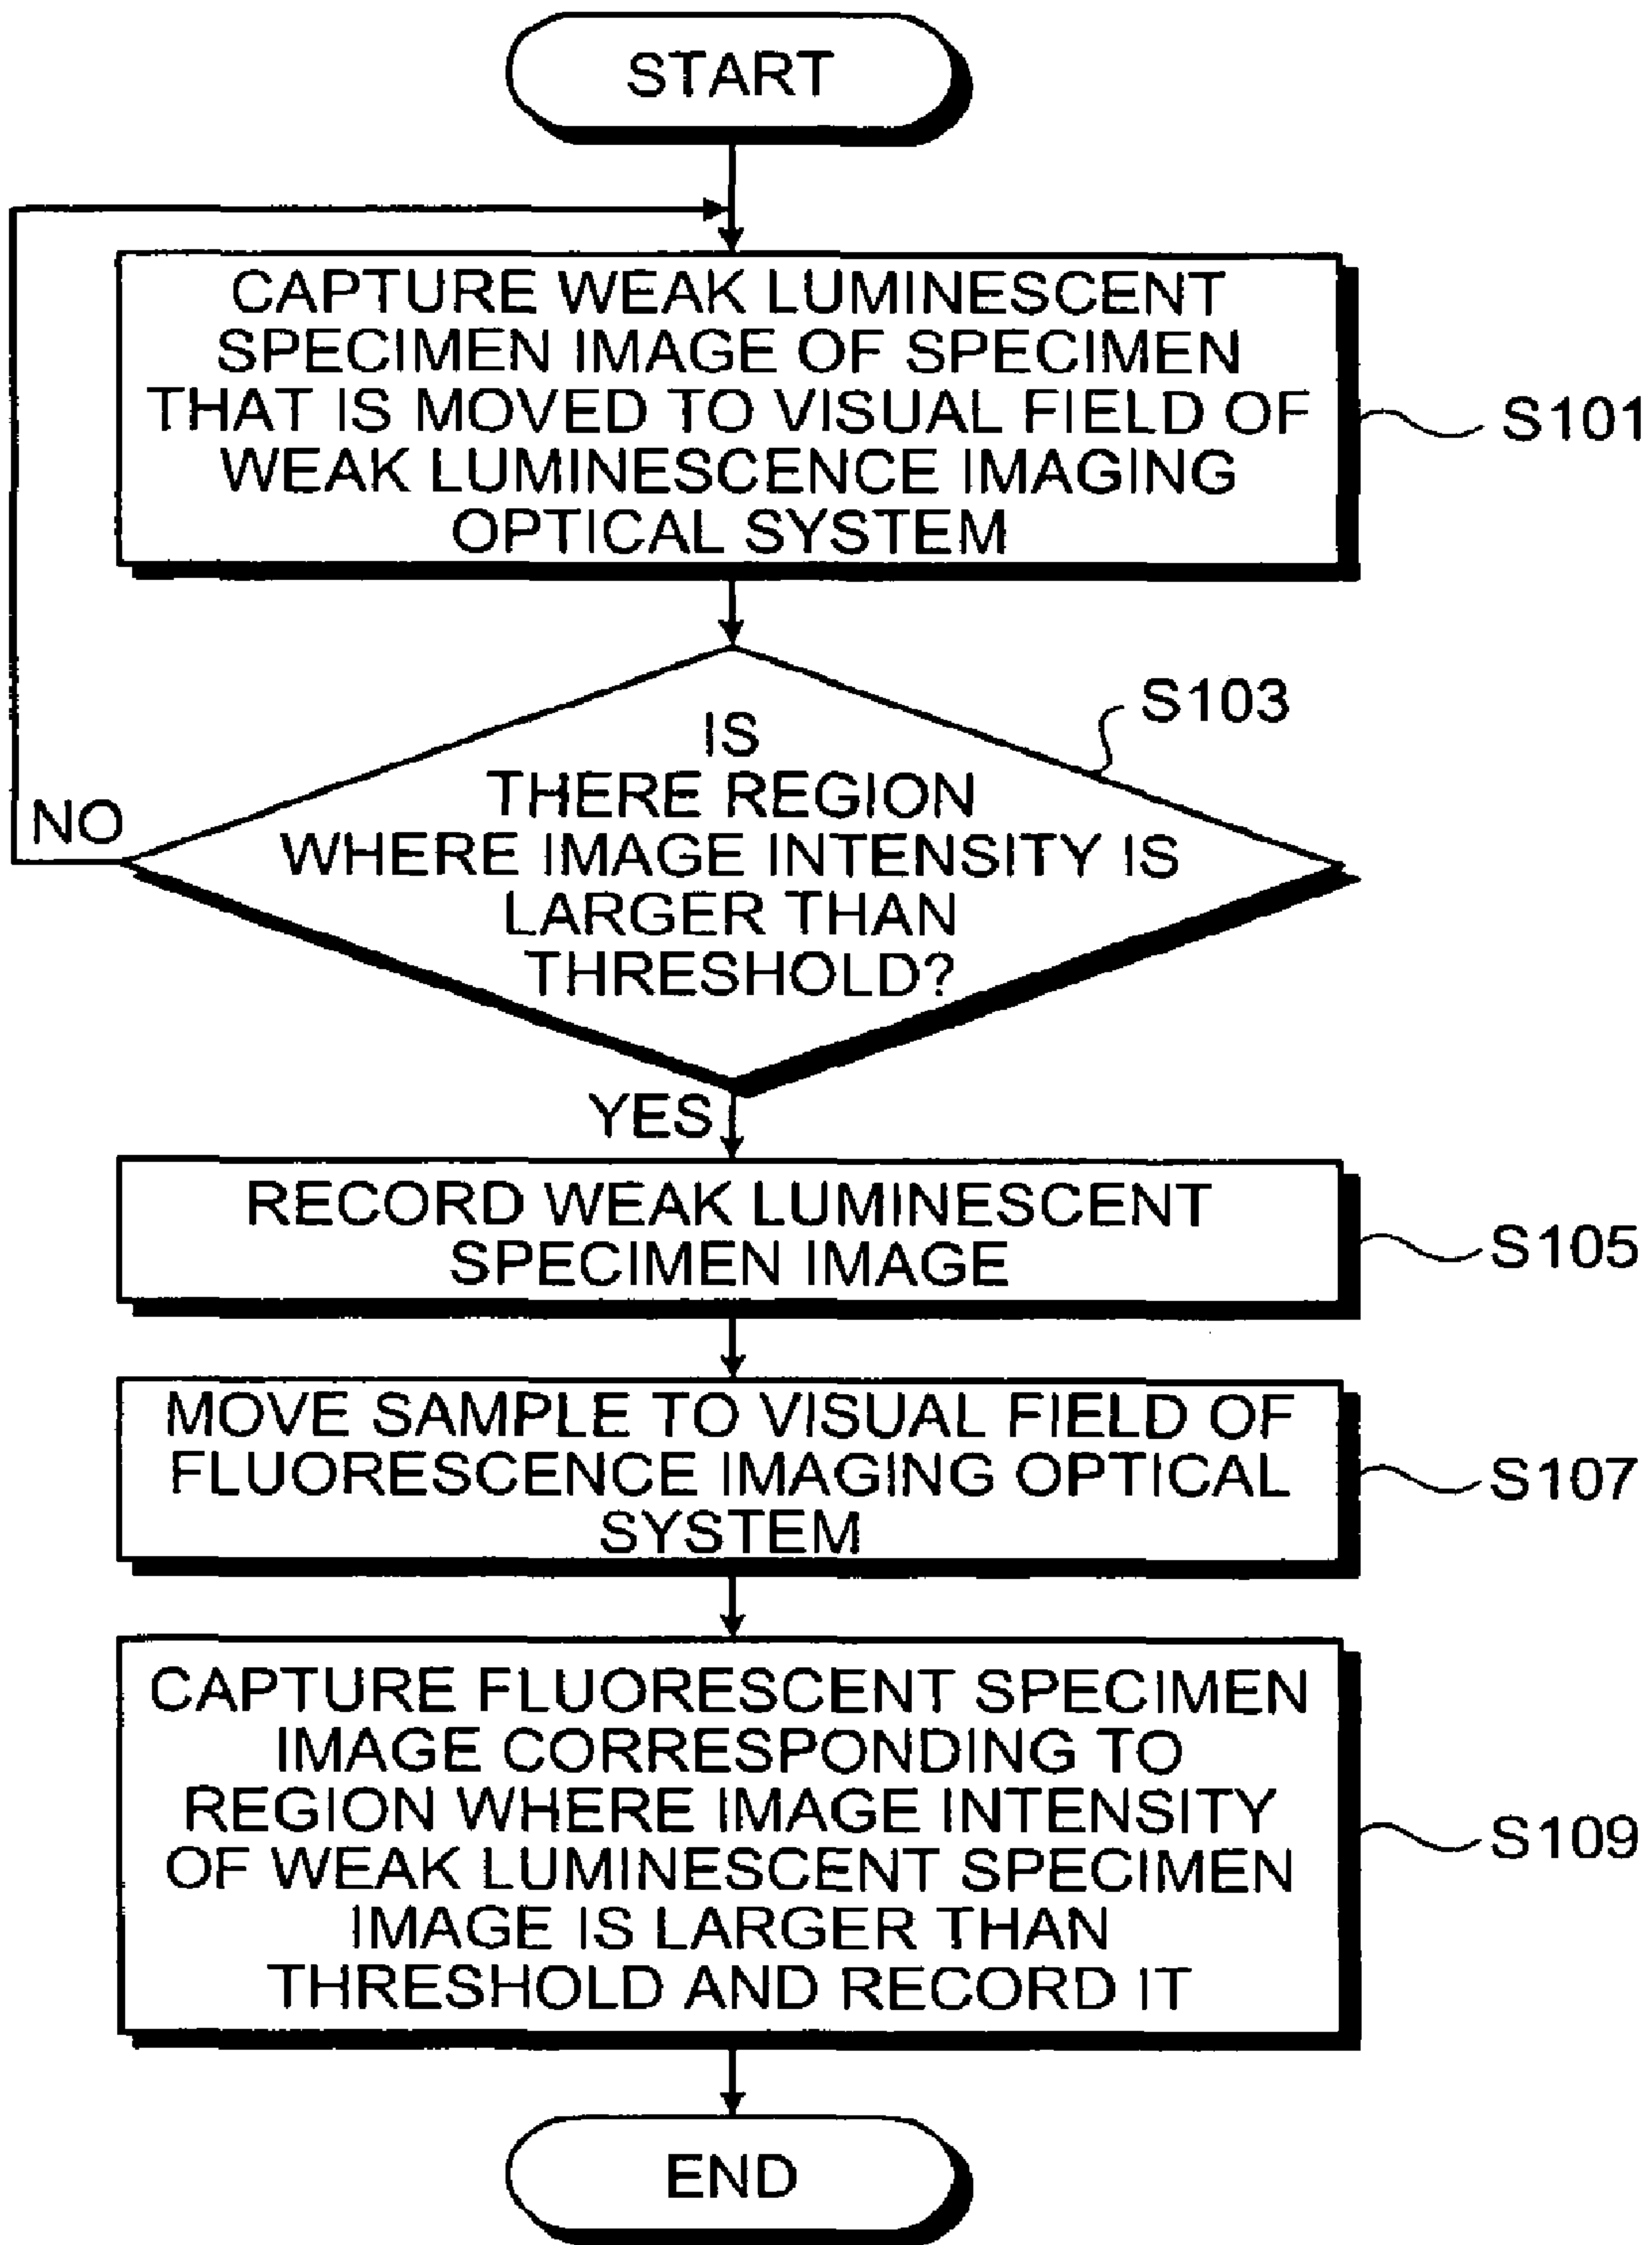 START
CAPTURE WEAK LUMINESCENT
SPECIMEN IMAGE OF SPECIMEN
THAT IS MOVED TO VISUAL FIELD OF
WEAK LUMINESCENCE IMAGING
OPTICAL SYSTEM
S101
S103
IS
THERE REGION
WHERE IMAGE INTENSITY IS
LARGER THAN
THRESHOLD?
NO
YES
RECORD WEAK LUMINESCENT
SPECIMEN IMAGE
S105
MOVE SAMPLE TO VISUAL FIELD OF
FLUORESCENCE IMAGING OPTICAL
SYSTEM
S107
CAPTURE FLUORESCENT SPECIMEN
IMAGE CORRESPONDING TO
REGION WHERE IMAGE INTENSITY
OF WEAK LUMINESCENT SPECIMEN
IMAGE IS LARGER THAN
THRESHOLD AND RECORD IT
S109
END